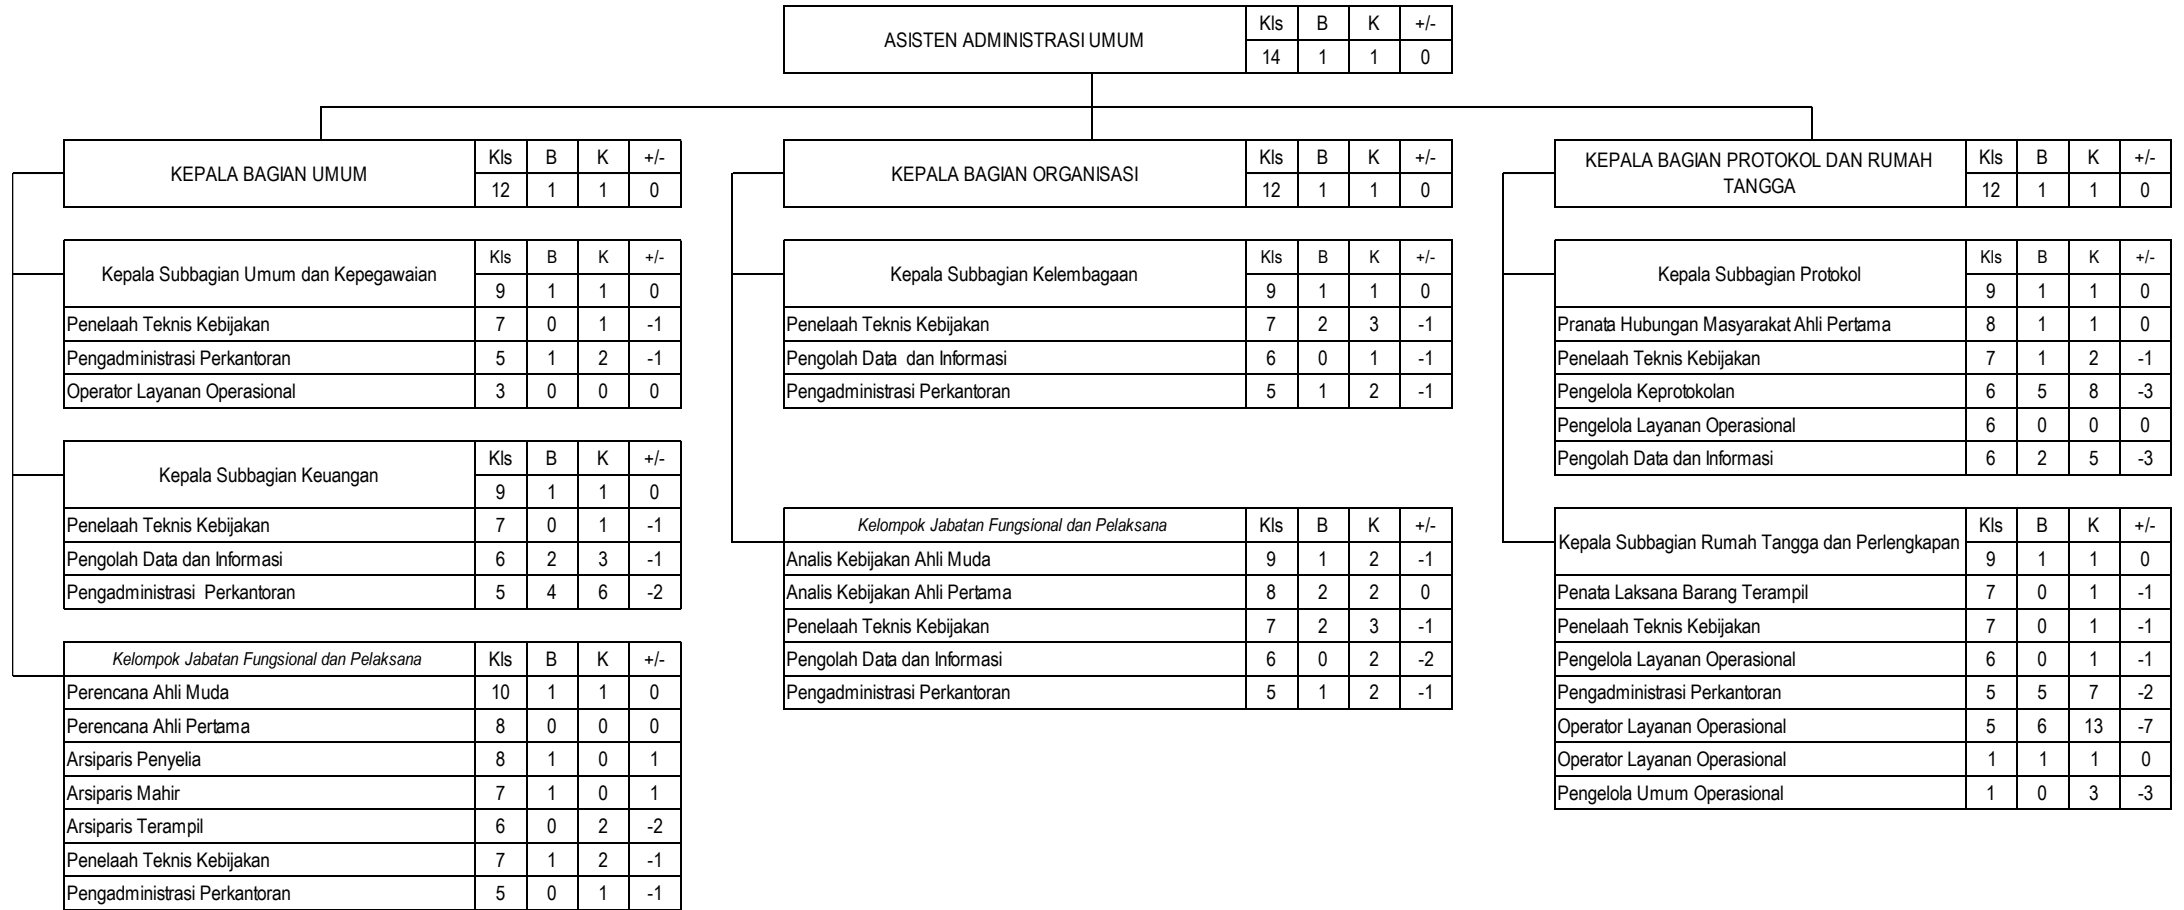 ASISTEN ADMINISTRASI UMUM Kls B K +/-
14 1 1 0
KEPALA BAGIAN UMUM Kls B K +/-
12 1 1 0
Kepala Subbagian Umum dan Kepegawaian Kls B K +/-
9 1 1 0
Penelaah Teknis Kebijakan 7 0 1 -1
Pengadministrasi Perkantoran 5 1 2 -1
Operator Layanan Operasional 3 0 0 0
Kepala Subbagian Keuangan Kls B K +/-
9 1 1 0
Penelaah Teknis Kebijakan 7 0 1 -1
Pengolah Data dan Informasi 6 2 3 -1
Pengadministrasi Perkantoran 5 4 6 -2
Kelompok Jabatan Fungsional dan Pelaksana Kls B K +/-
Perencana Ahli Muda 10 1 1 0
Perencana Ahli Pertama 8 0 0 0
Arsiparis Penyelia 8 1 0 1
Arsiparis Mahir 7 1 0 1
Arsiparis Terampil 6 0 2 -2
Penelaah Teknis Kebijakan 7 1 2 -1
Pengadministrasi Perkantoran 5 0 1 -1
KEPALA BAGIAN ORGANISASI Kls B K +/-
12 1 1 0
Kepala Subbagian Kelembagaan Kls B K +/-
9 1 1 0
Penelaah Teknis Kebijakan 7 2 3 -1
Pengolah Data dan Informasi 6 0 1 -1
Pengadministrasi Perkantoran 5 1 2 -1
Kelompok Jabatan Fungsional dan Pelaksana Kls B K +/-
Analis Kebijakan Ahli Muda 9 1 2 -1
Analis Kebijakan Ahli Pertama 8 2 2 0
Penelaah Teknis Kebijakan 7 2 3 -1
Pengolah Data dan Informasi 6 0 2 -2
Pengadministrasi Perkantoran 5 1 2 -1
KEPALA BAGIAN PROTOKOL DAN RUMAH Kls B K +/-
TANGGA 12 1 1 0
Kepala Subbagian Protokol Kls B K +/-
9 1 1 0
Pranata Hubungan Masyarakat Ahli Pertama 8 1 1 0
Penelaah Teknis Kebijakan 7 1 2 -1
Pengelola Keprotokolan 6 5 8 -3
Pengelola Layanan Operasional 6 0 0 0
Pengolah Data dan Informasi 6 2 5 -3
Kepala Subbagian Rumah Tangga dan Perlengkapan Kls B K +/-
9 1 1 0
Penata Laksana Barang Terampil 7 0 1 -1
Penelaah Teknis Kebijakan 7 0 1 -1
Pengelola Layanan Operasional 6 0 1 -1
Pengadministrasi Perkantoran 5 5 7 -2
Operator Layanan Operasional 5 6 13 -7
Operator Layanan Operasional 1 1 1 0
Pengelola Umum Operasional 1 0 3 -3